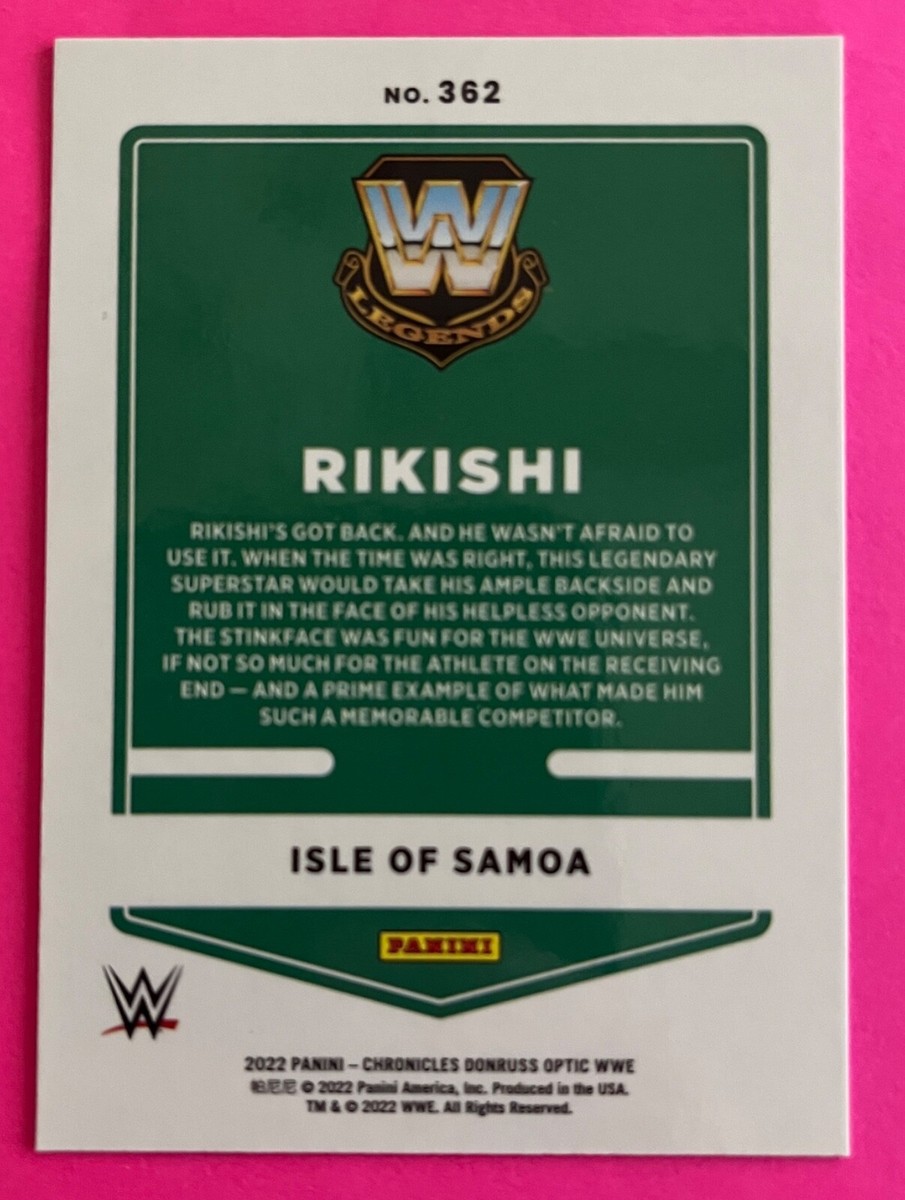 NO. 362
W
LEGENDS
RIKISHI
RIKISHI'S GOT BACK. AND HE WASN'T AFRAID TO
USE IT. WHEN THE TIME WAS RIGHT, THIS LEGENDARY
SUPERSTAR WOULD TAKE HIS AMPLE BACKSIDE AND
RUB IT IN THE FACE OF HIS HELPLESS OPPONENT.
THE STINKFACE WAS FUN FOR THE WWE UNIVERSE,
IF NOT SO MUCH FOR THE ATHLETE ON THE RECEIVING
END — AND A PRIME EXAMPLE OF WHAT MADE HIM
SUCH A MEMORABLE COMPETITOR.
ISLE OF SAMOA
PANINI
W
2022 PANINI – CHRONICLES DONRUSS OPTIC WWE
帕尼尼 © 2022 Panini America, Inc. Produced in the USA.
TM & © 2022 WWE. All Rights Reserved.